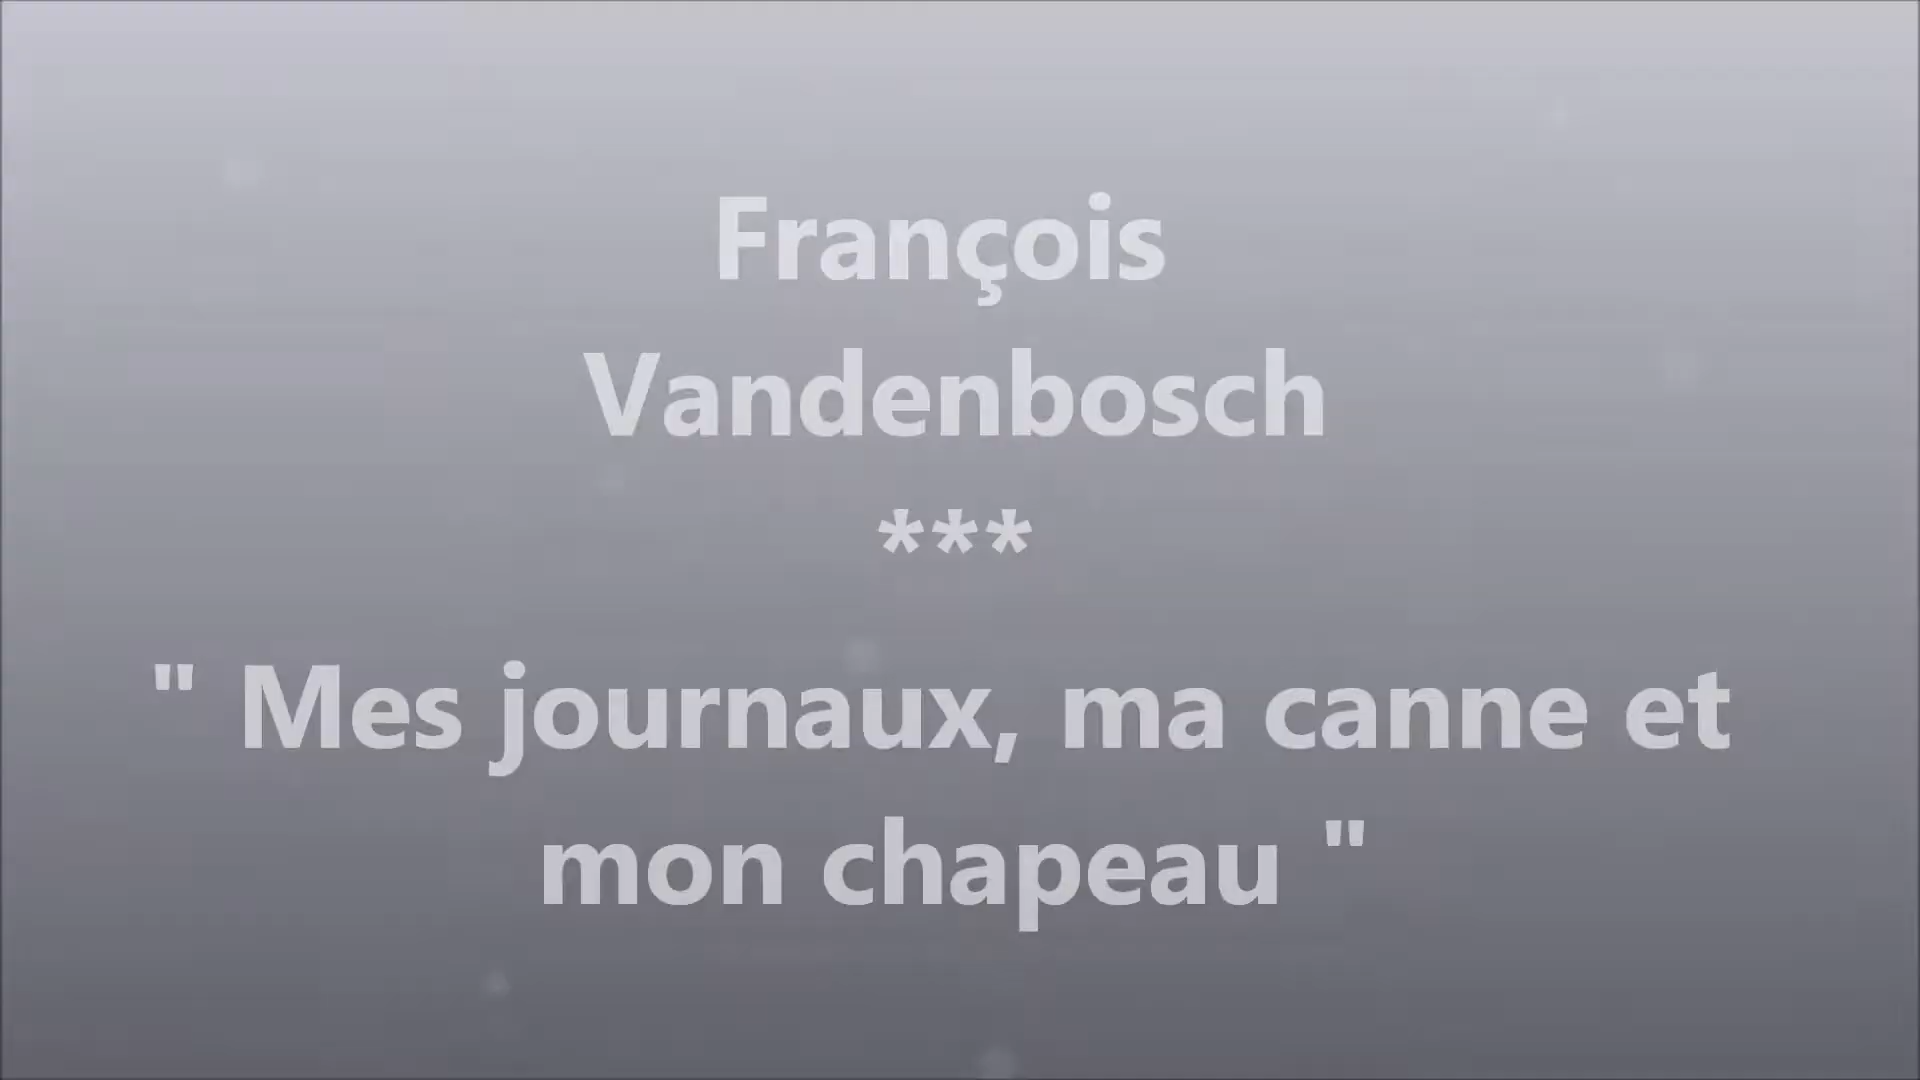 François
Vandenbosch
***
" Mes journaux, ma canne et
mon chapeau "